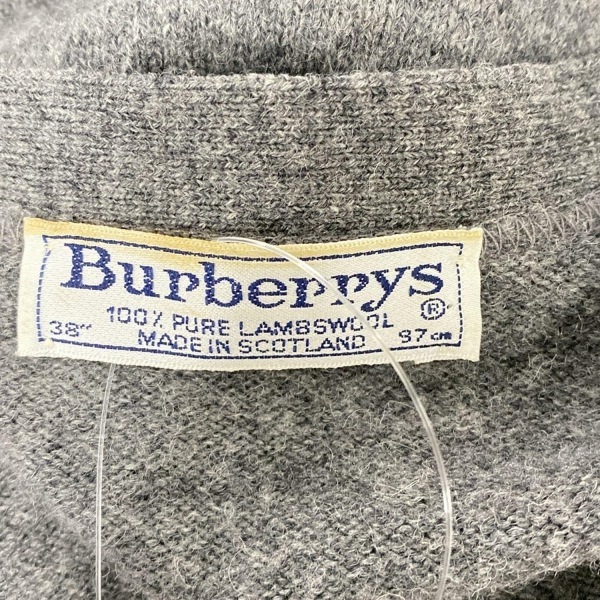 Burberrys ®
100% PURE LAMBSWOOL
38" MADE IN SCOTLAND 97cm